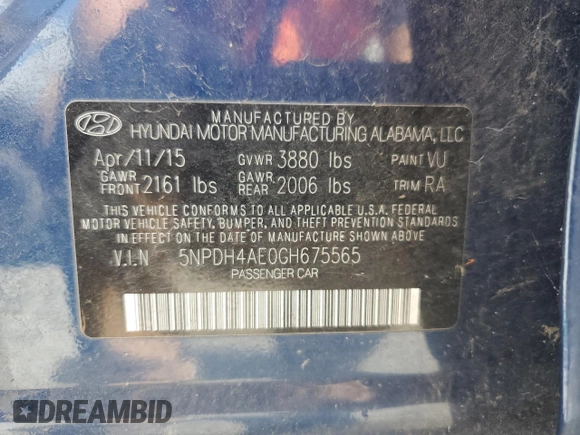 MANUFACTURED BY
HYUNDAI MOTOR MANUFACTURING ALABAMA, LLC
Apr/11/15 GVWR 3880 lbs PAINT VU
GAWR FRONT 2161 lbs GAWR REAR 2006 lbs TRIM RA
THIS VEHICLE CONFORMS TO ALL APPLICABLE U.S.A. FEDERAL
MOTOR VEHICLE SAFETY, BUMPER, AND THEFT PREVENTION STANDARDS
IN EFFECT ON THE DATE OF MANUFACTURE SHOWN ABOVE
V.I.N 5NPDH4AE0GH675565
PASSENGER CAR
DREAMBID